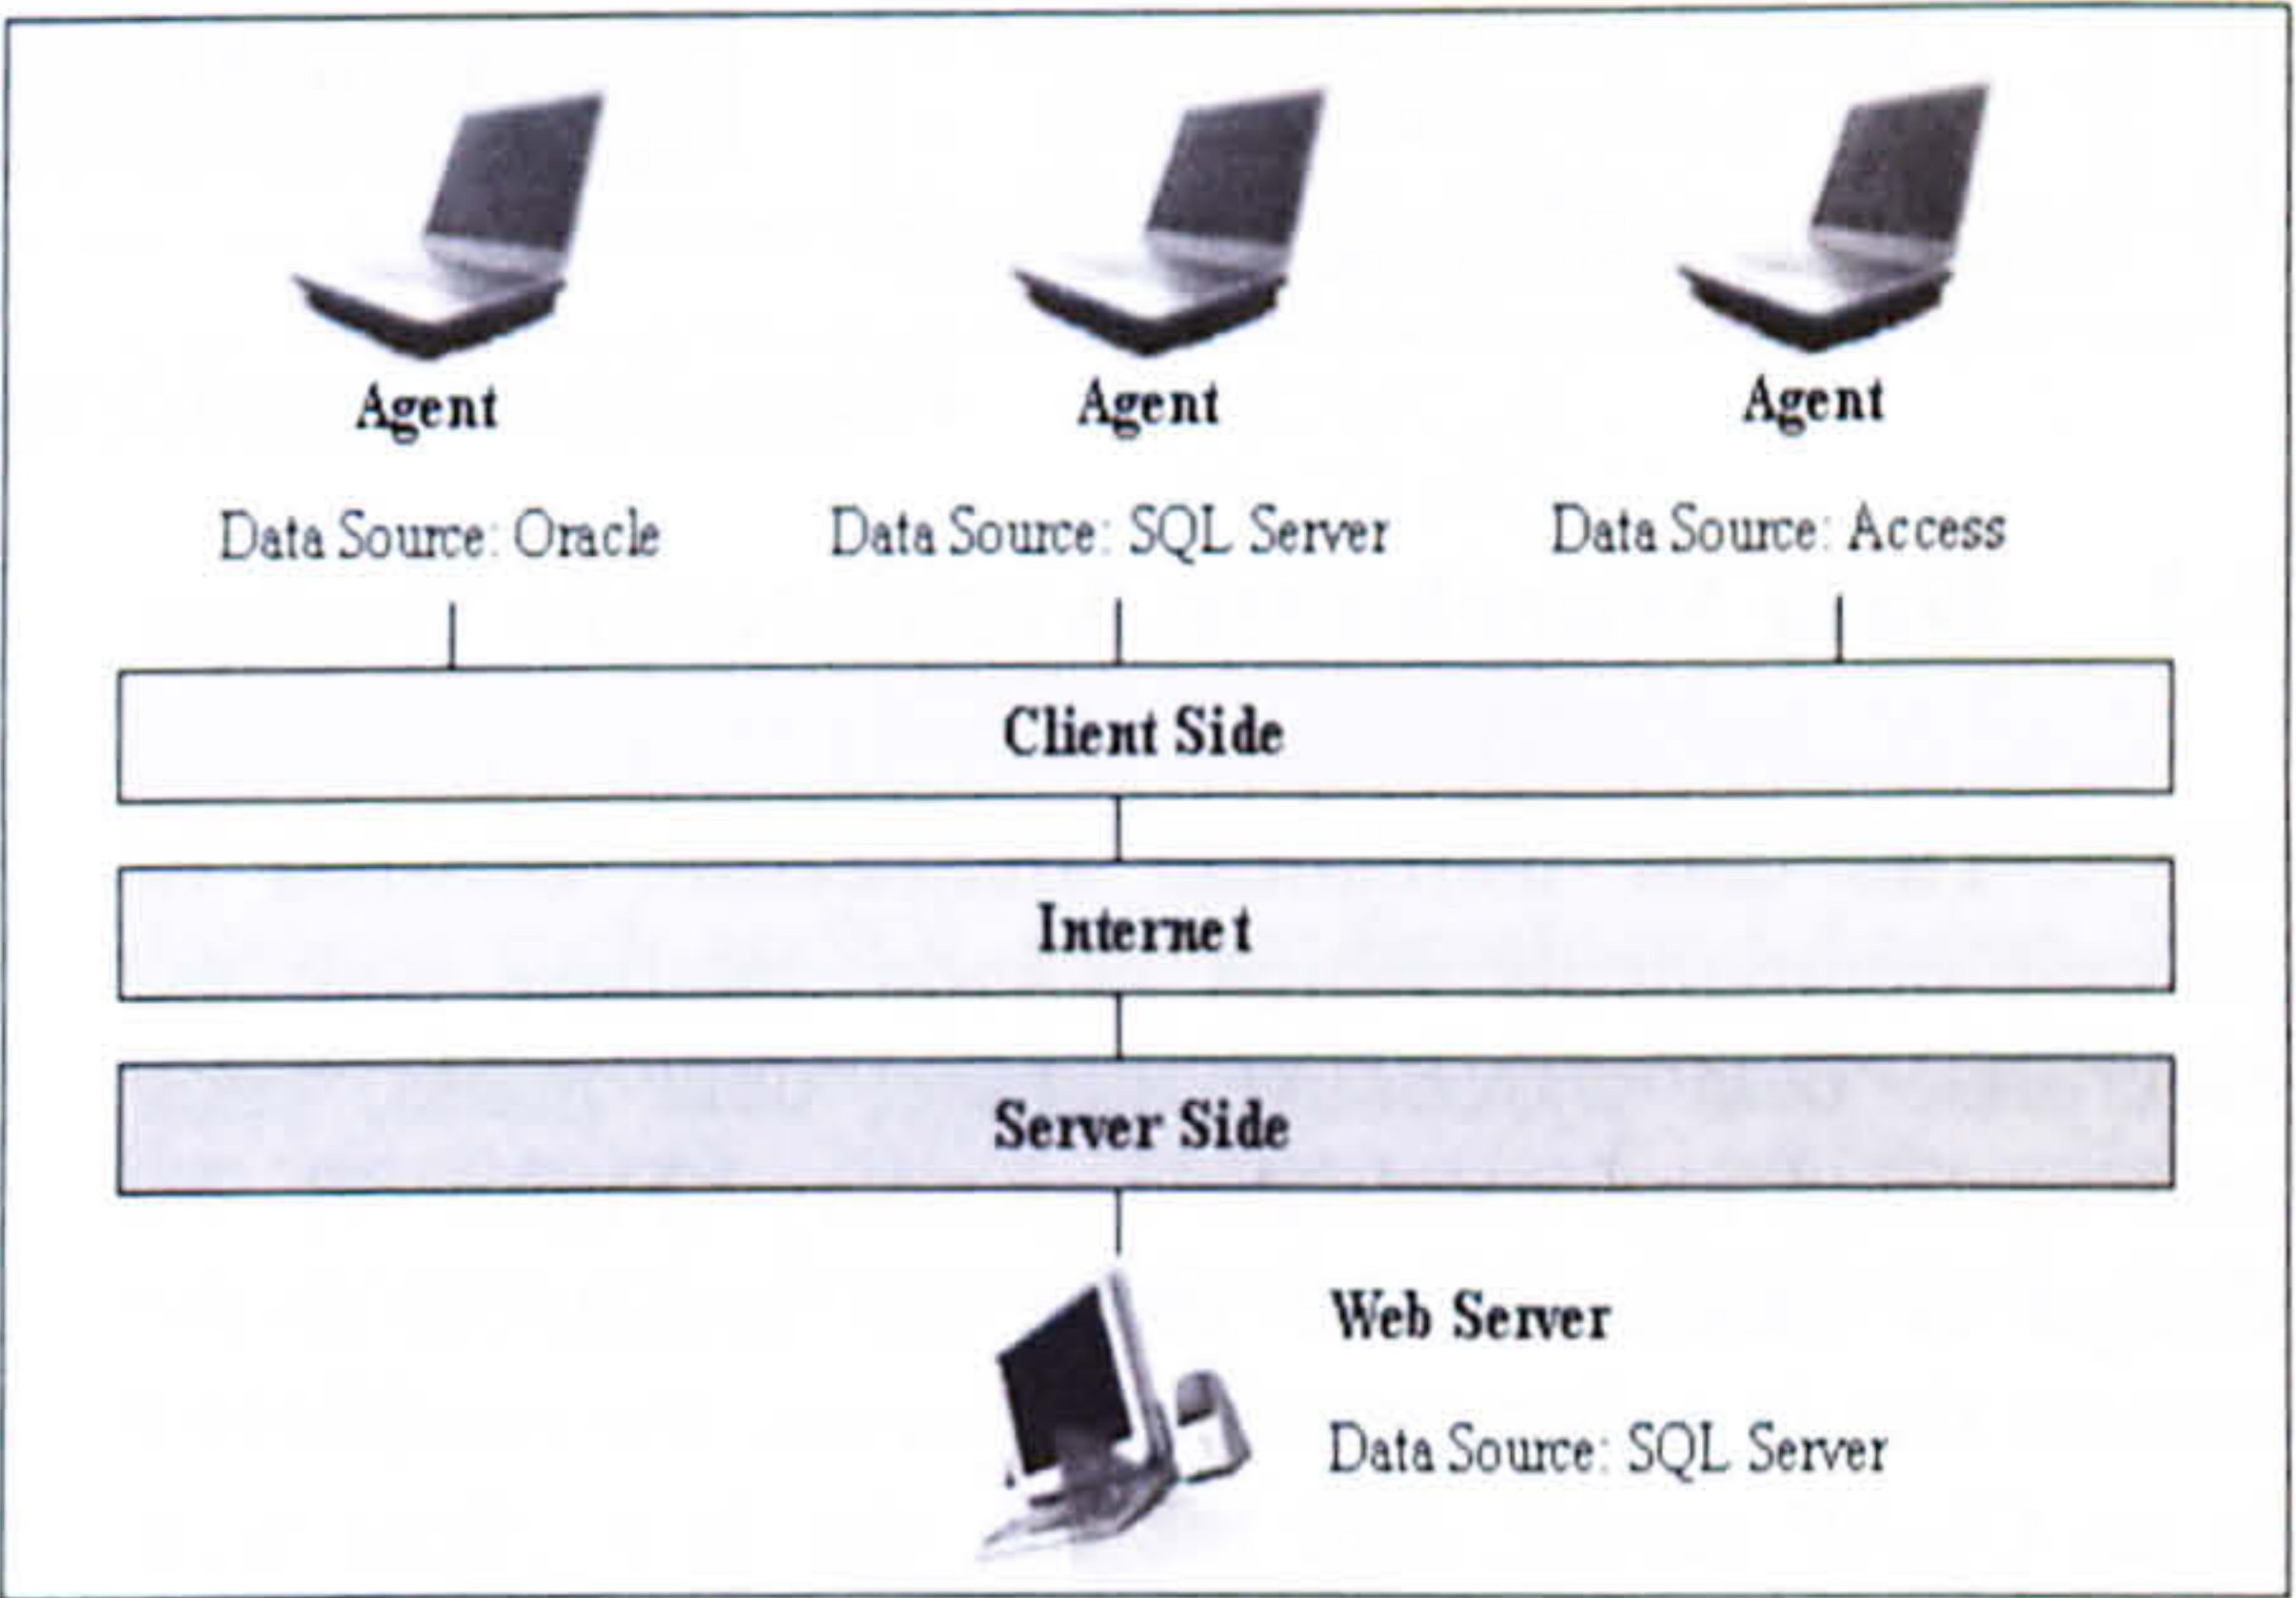 Agent Agent Agent
Data Source: Oracle Data Source: SQL Server Data Source: Access
Client Side
Internet
Server Side
Web Server
Data Source: SQL Server